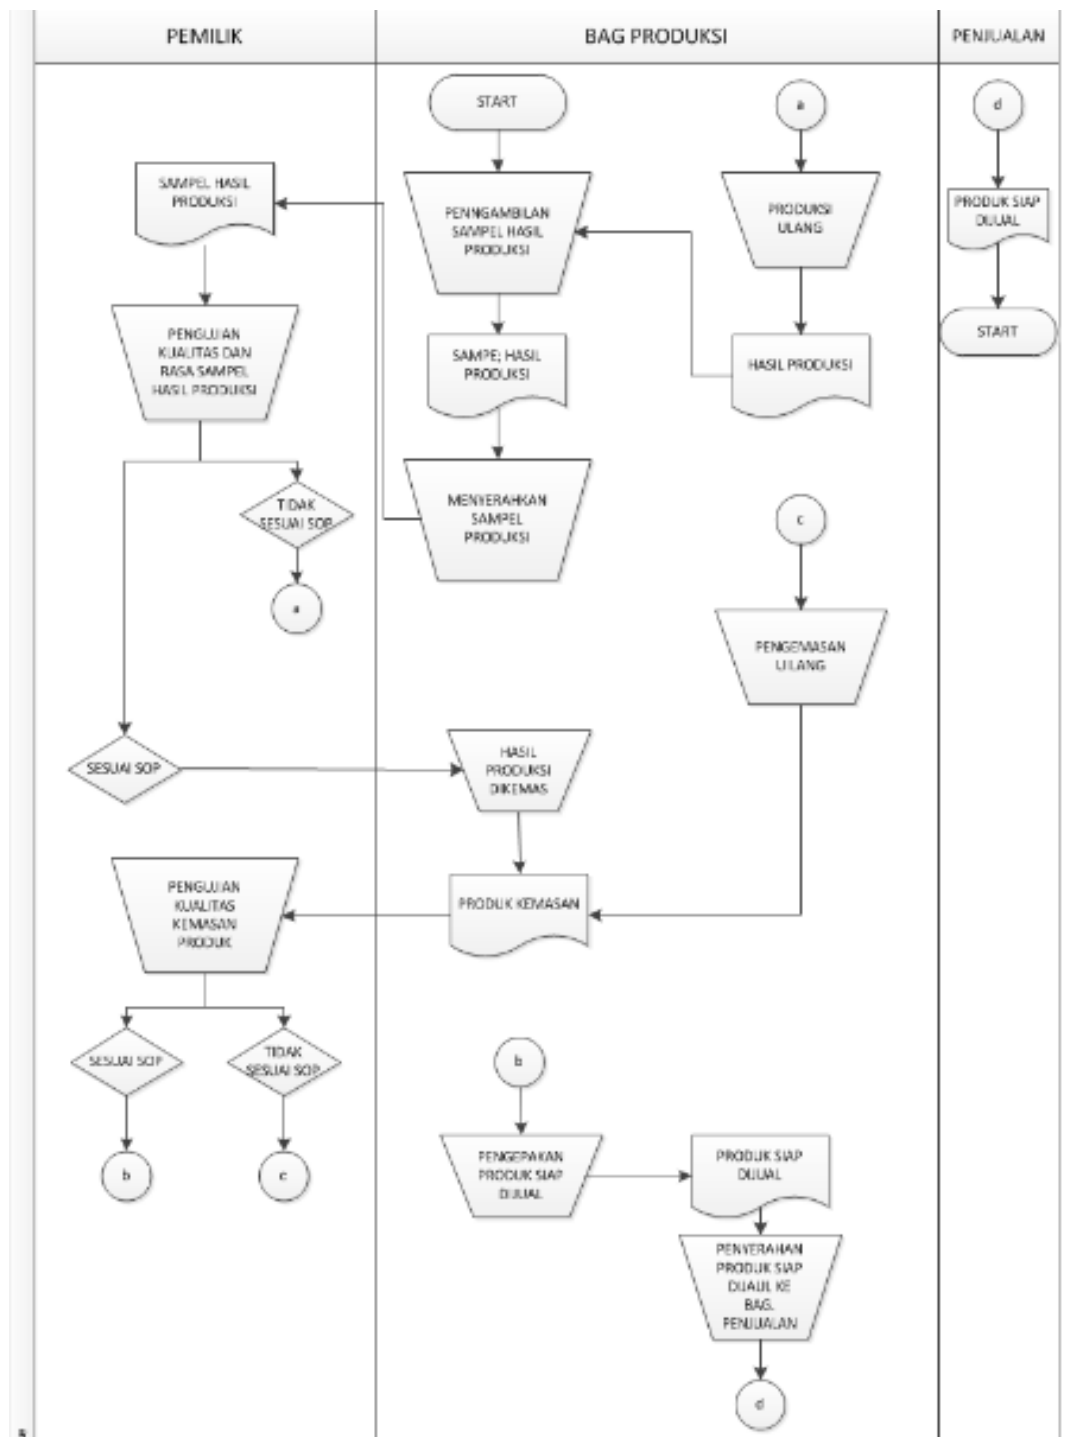 PEMILIK
BAG PRODUKSI
PENJUALAN
START
a
d
SAMPEL HASIL
PRODUKSI
PENNGAMBILAN
SAMPEL HASIL
PRODUKSI
PRODUKSI
ULANG
PRODUK SIAP
DIJUAL
PENGUJIAN
KUALITAS DAN
RASA SAMPEL
HASIL PRODUKSI
SAMPE; HASIL
PRODUKSI
HASIL PRODUKSI
START
TIDAK
SESUAI SOP
MENYERAHKAN
SAMPEL
PRODUKSI
c
a
PENGEMASAN
ULANG
SESUAI SOP
HASIL
PRODUKSI
DIKEMAS
PENGUJIAN
KUALITAS
KEMASAN
PRODUK
PRODUK KEMASAN
SESUAI SOP
TIDAK
SESUAI SOP
b
b
c
PENGEPAKAN
PRODUK SIAP
DIJUAL
PRODUK SIAP
DIJUAL
PENYERAHAN
PRODUK SIAP
DIJAUL KE
BAG.
PENJUALAN
d